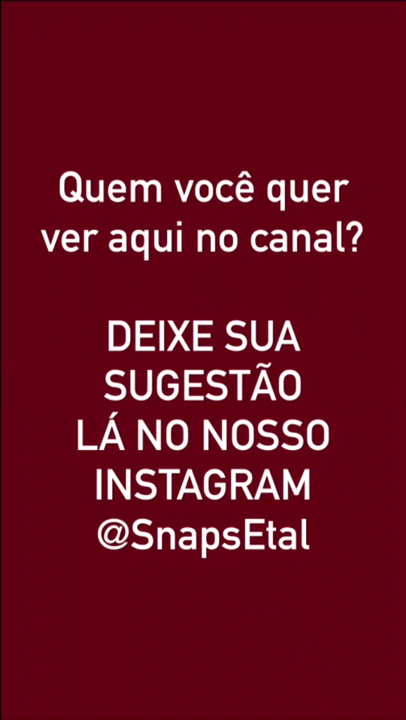 Quem você quer
ver aqui no canal?
DEIXE SUA
SUGESTÃO
LÁ NO NOSSO
INSTAGRAM
@SnapsEtal